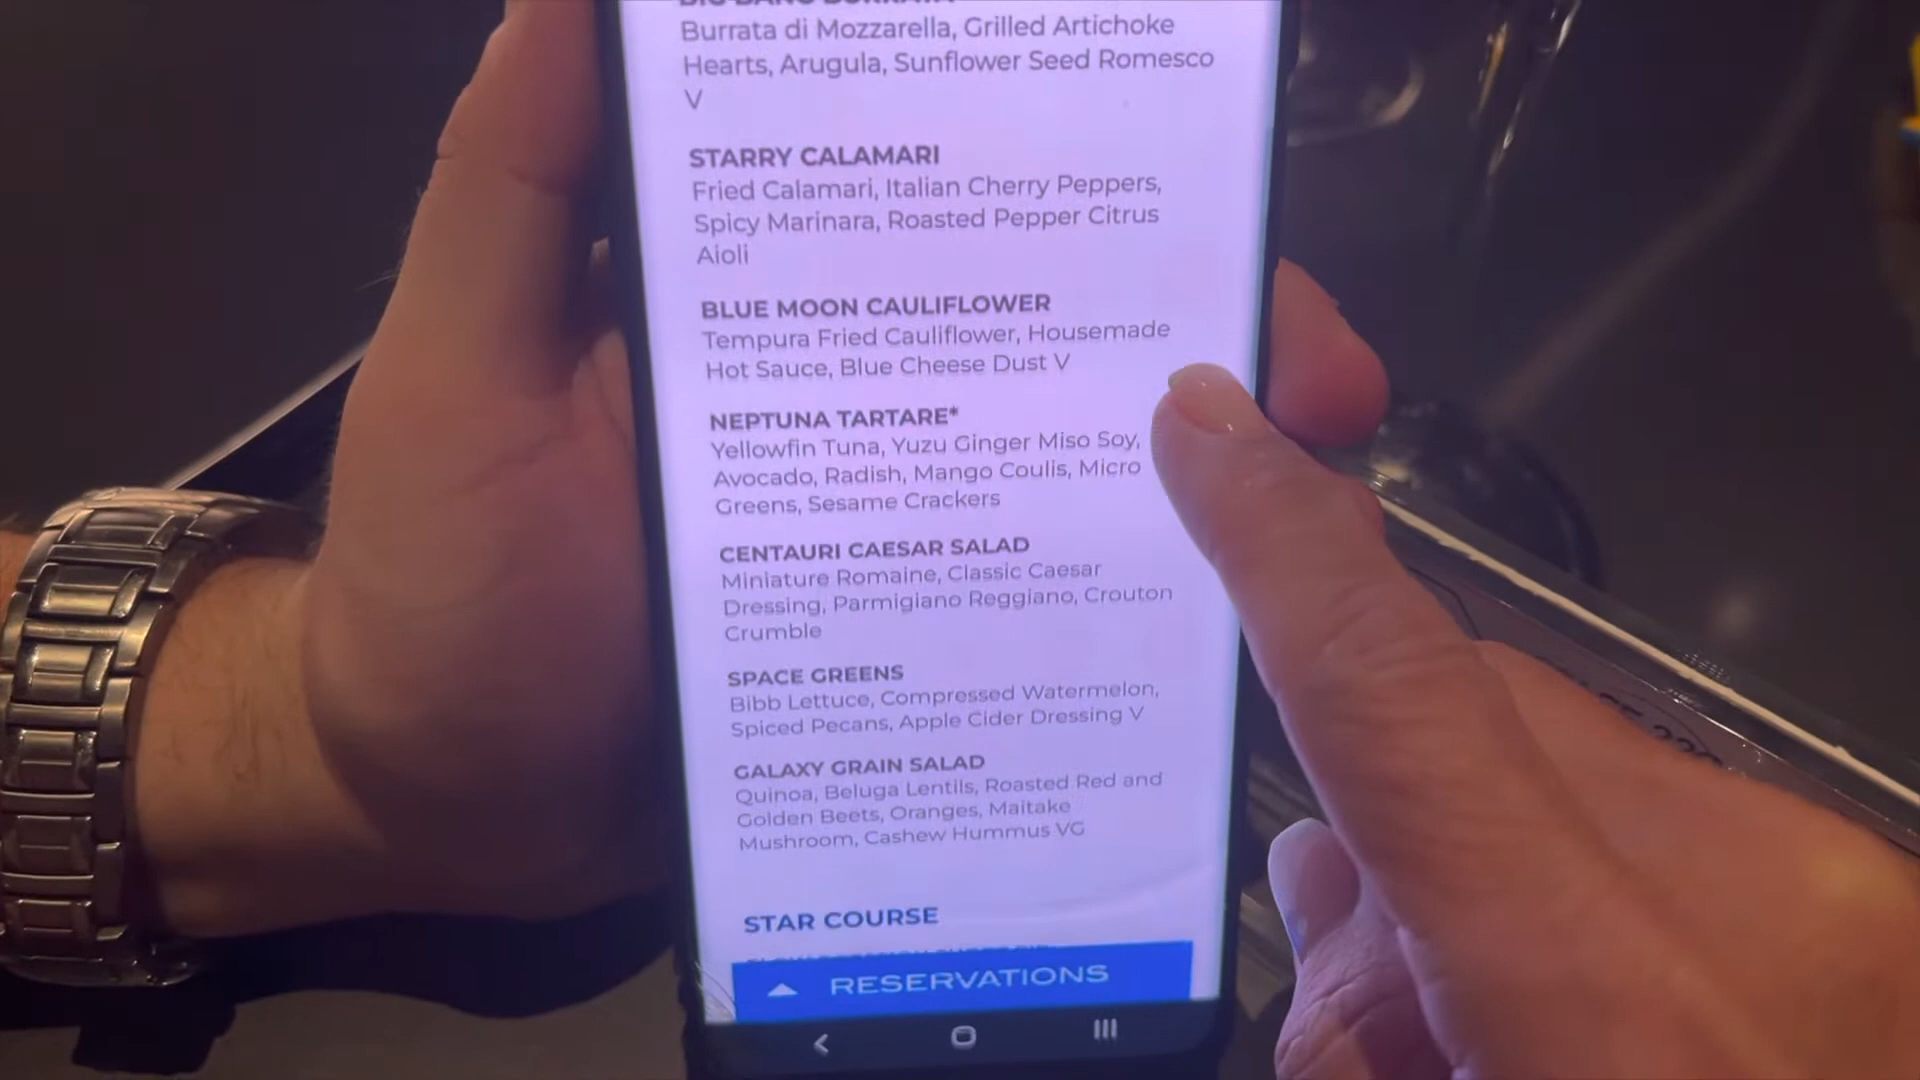 Burrata di Mozzarella, Grilled Artichoke
Hearts, Arugula, Sunflower Seed Romesco
V
STARRY CALAMARI
Fried Calamari, Italian Cherry Peppers,
Spicy Marinara, Roasted Pepper Citrus
Aioli
BLUE MOON CAULIFLOWER
Tempura Fried Cauliflower, Housemade
Hot Sauce, Blue Cheese Dust V
NEPTUNA TARTARE*
Yellowfin Tuna, Yuzu Ginger Miso Soy,
Avocado, Radish, Mango Coulis, Micro
Greens, Sesame Crackers
CENTAURI CAESAR SALAD
Miniature Romaine, Classic Caesar
Dressing, Parmigiano Reggiano, Crouton
Crumble
SPACE GREENS
Bibb Lettuce, Compressed Watermelon,
Spiced Pecans, Apple Cider Dressing V
GALAXY GRAIN SALAD
Quinoa, Beluga Lentils, Roasted Red and
Golden Beets, Oranges, Maitake
Mushroom, Cashew Hummus VG
STAR COURSE
RESERVATIONS